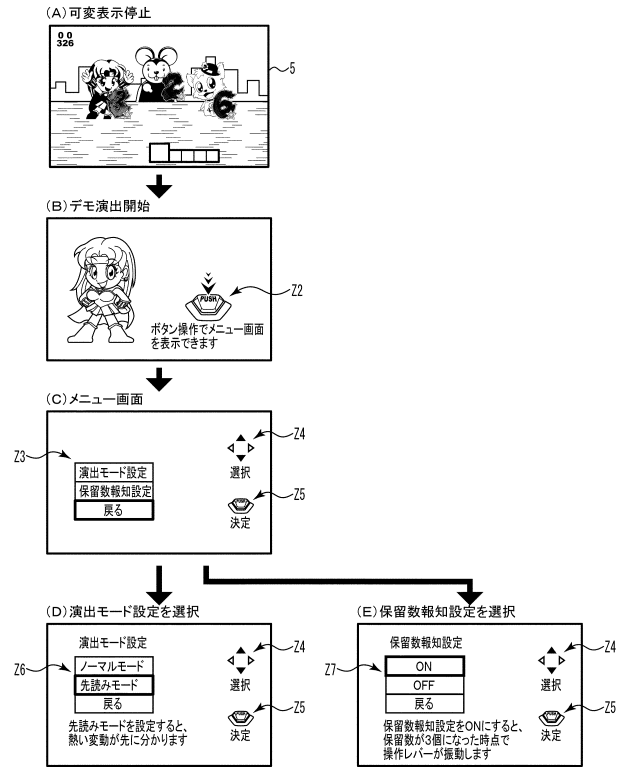 (A)可変表示停止
00
326
5
(B)デモ演出開始
PUSH
Z2
ボタン操作でメニュー画面
を表示できます
(C)メニュー画面
Z3
演出モード設定
保留数報知設定
戻る
Z4
選択
Z5
決定
(D)演出モード設定を選択
演出モード設定
Z6
ノーマルモード
先読みモード
戻る
先読みモードを設定すると、
熱い変動が先に分かります
Z4
選択
Z5
決定
(E)保留数報知設定を選択
保留数報知設定
Z7
ON
OFF
戻る
保留数報知設定をONにすると、
保留数が3個になった時点で
操作レバーが振動します
Z4
選択
Z5
決定